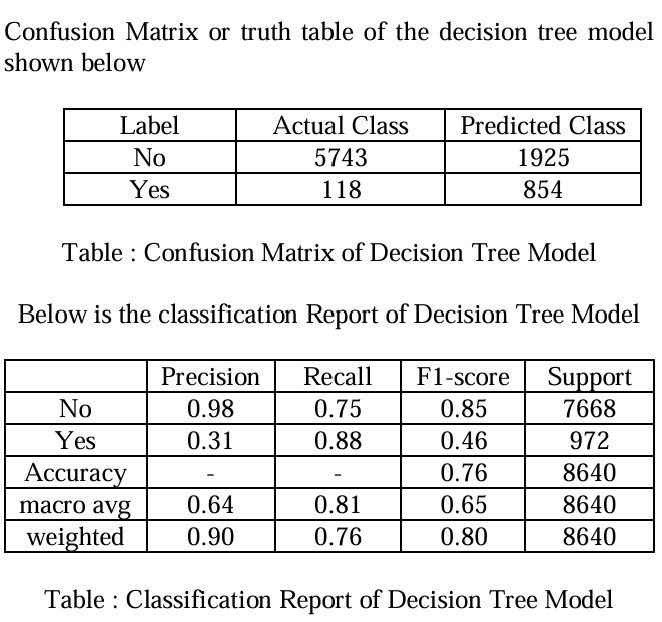 Confusion Matrix or truth table of the decision tree model
shown below
Label Actual Class Predicted Class
No 5743 1925
Yes 118 854
Table : Confusion Matrix of Decision Tree Model
Below is the classification Report of Decision Tree Model
Precision Recall F1-score Support
No 0.98 0.75 0.85 7668
Yes 0.31 0.88 0.46 972
Accuracy - - 0.76 8640
macro avg 0.64 0.81 0.65 8640
weighted 0.90 0.76 0.80 8640
Table : Classification Report of Decision Tree Model